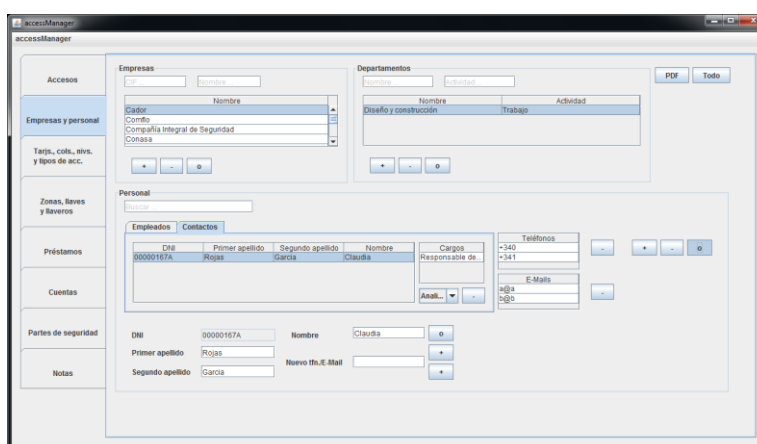 accessManager
accessManager
Accesos
Empresas y personal
Tarjs., cols., nivs.
y tipos de acc.
Zonas, llaves
y llaveros
Préstamos
Cuentas
Partes de seguridad
Notas
Empresas
CIF... Nombre...
Nombre
Cador
Comflo
Compañía Integral de Seguridad
Conasa
+ - o
Departamentos
Nombre... Actividad...
Nombre Actividad
Diseño y construcción Trabajo
+ - o
PDF Todo
Personal
Buscar...
Empleados Contactos
DNI Primer apellido Segundo apellido Nombre
00000167A Rojas Garcia Claudia
Cargos
Responsable de...
Anali... -
Teléfonos
+340
+341
-
E-Mails
a@a
b@b
-
+ - o
DNI 00000167A Nombre Claudia o
Primer apellido Rojas
Nuevo tfn./E-Mail +
Segundo apellido Garcia +